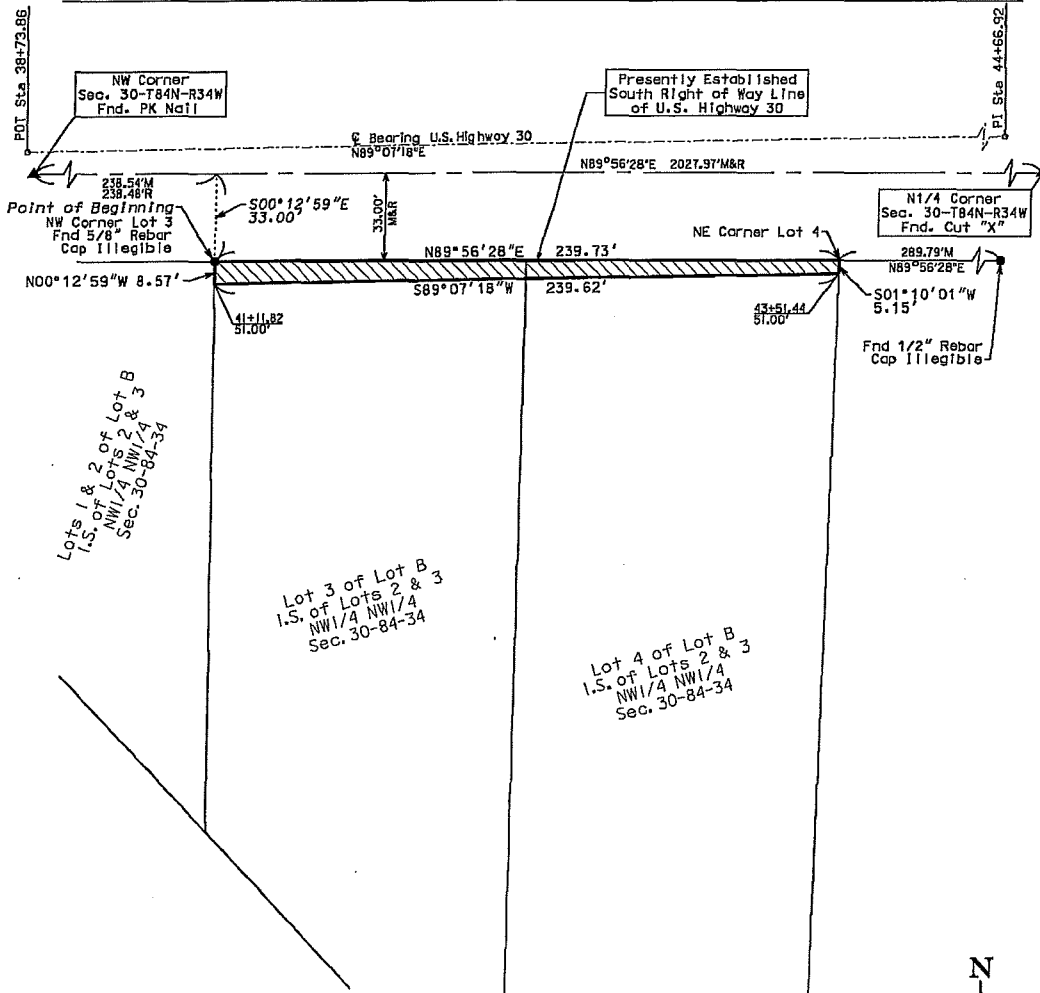 POT Sta 38+73.86
PI Sta 44+66.92
NW Corner
Sec. 30-T84N-R34W
Fnd. PK Nail
Presently Established
South Right of Way Line
of U.S. Highway 30
℄ Bearing U.S. Highway 30
N89°07'18"E
N89°56'28"E 2027.97'M&R
238.54'M
238.48'R
S00°12'59"E
33.00'
33.00'
M&R
N1/4 Corner
Sec. 30-T84N-R34W
Fnd. Cut "X"
Point of Beginning
NW Corner Lot 3
Fnd 5/8" Rebar
Cap Illegible
NE Corner Lot 4
N89°56'28"E 239.73'
289.79'M
N89°56'28"E
N00°12'59"W 8.57'
S89°07'18"W 239.62'
S01°10'01"W
5.15'
41+11.82
51.00'
43+51.44
51.00'
Fnd 1/2" Rebar
Cap Illegible
Lots 1 & 2 of Lot B
I.S. of Lots 2 & 3
NW1/4 NW1/4
Sec. 30-84-34
Lot 3 of Lot B
I.S. of Lots 2 & 3
NW1/4 NW1/4
Sec. 30-84-34
Lot 4 of Lot B
I.S. of Lots 2 & 3
NW1/4 NW1/4
Sec. 30-84-34
N